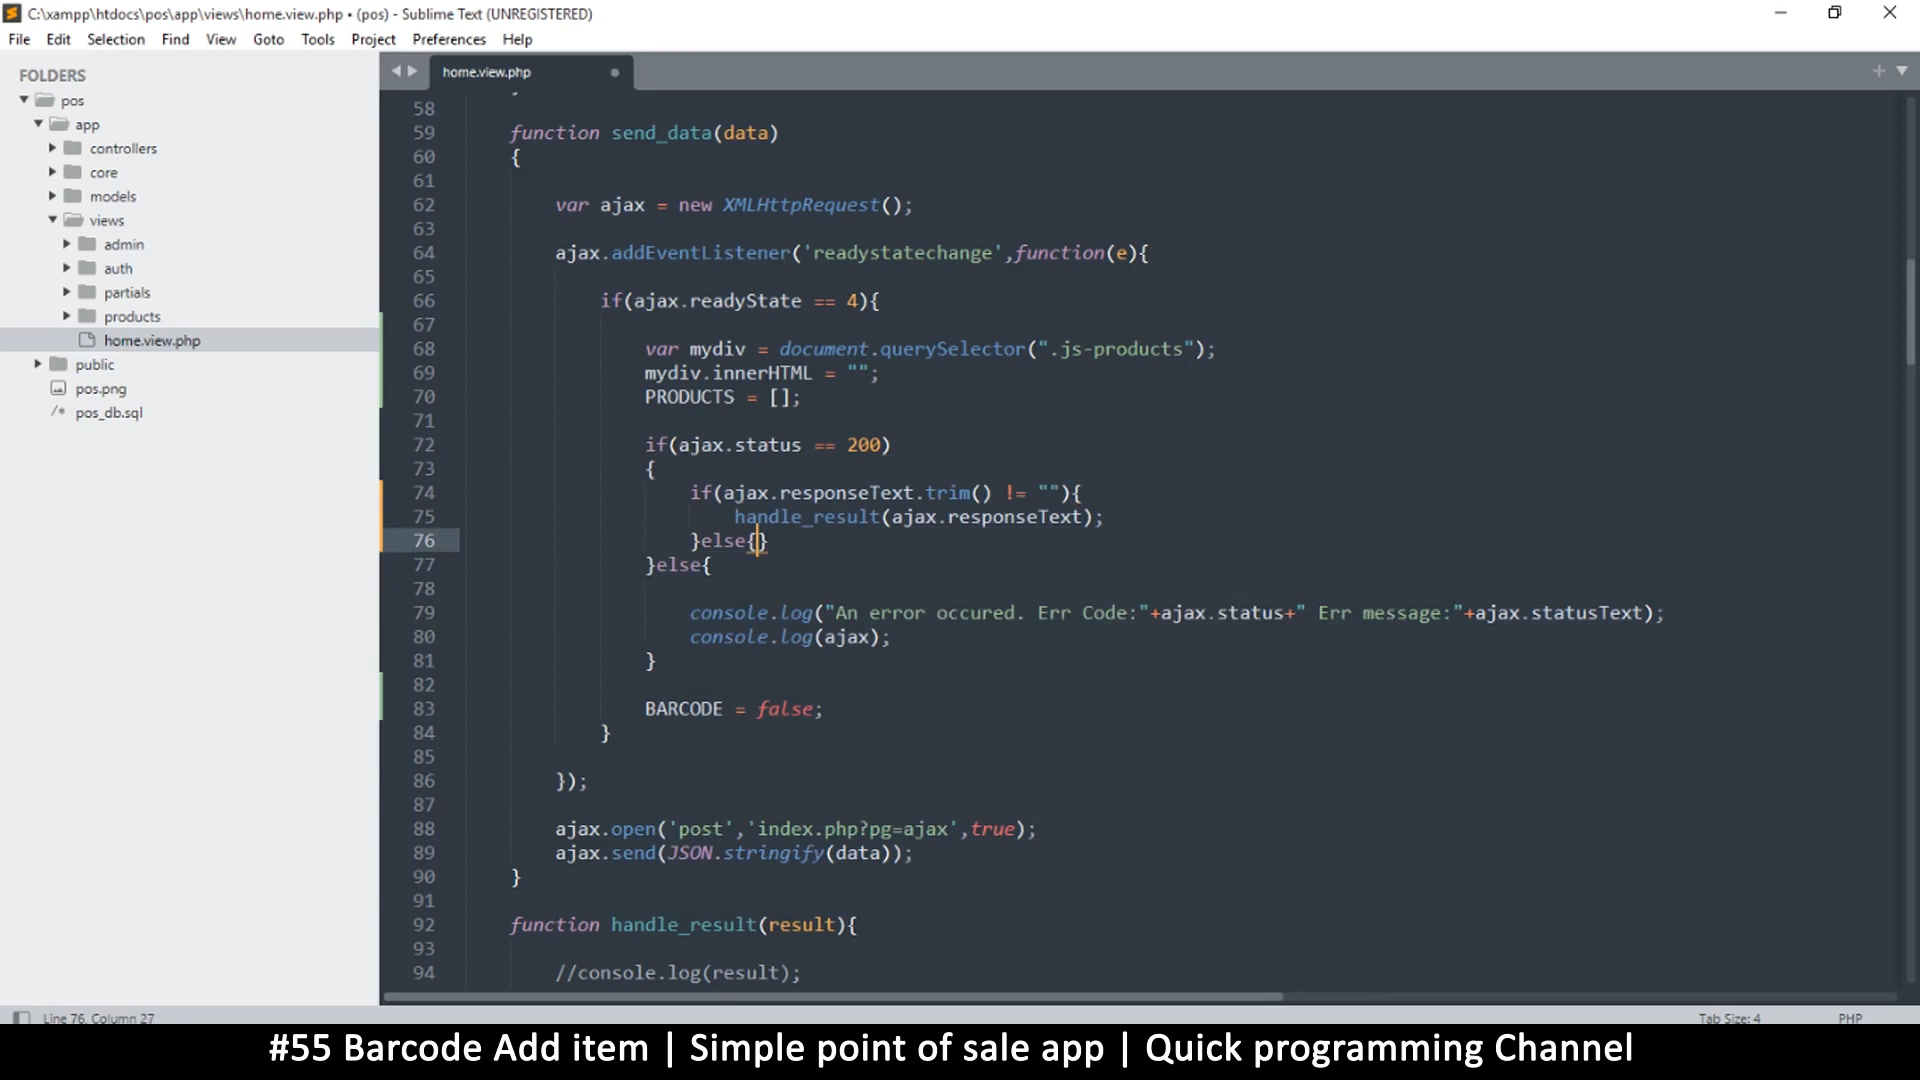 C:\xampp\htdocs\pos\app\views\home.view.php • (pos) - Sublime Text (UNREGISTERED)
File Edit Selection Find View Goto Tools Project Preferences Help
FOLDERS
pos
app
controllers
core
models
views
admin
auth
partials
products
home.view.php
public
pos.png
/* pos_db.sql
home.view.php
58
59 function send_data(data)
60 {
61
62 var ajax = new XMLHttpRequest();
63
64 ajax.addEventListener('readystatechange',function(e){
65
66 if(ajax.readyState == 4){
67
68 var mydiv = document.querySelector(".js-products");
69 mydiv.innerHTML = "";
70 PRODUCTS = [];
71
72 if(ajax.status == 200)
73 {
74 if(ajax.responseText.trim() != ""){
75 handle_result(ajax.responseText);
76 }else{}
77 }else{
78
79 console.log("An error occured. Err Code:"+ajax.status+" Err message:"+ajax.statusText);
80 console.log(ajax);
81 }
82
83 BARCODE = false;
84 }
85
86 });
87
88 ajax.open('post','index.php?pg=ajax',true);
89 ajax.send(JSON.stringify(data));
90 }
91
92 function handle_result(result){
93
94 //console.log(result);
Line 76, Column 27
Tab Size: 4
PHP
#55 Barcode Add item | Simple point of sale app | Quick programming Channel